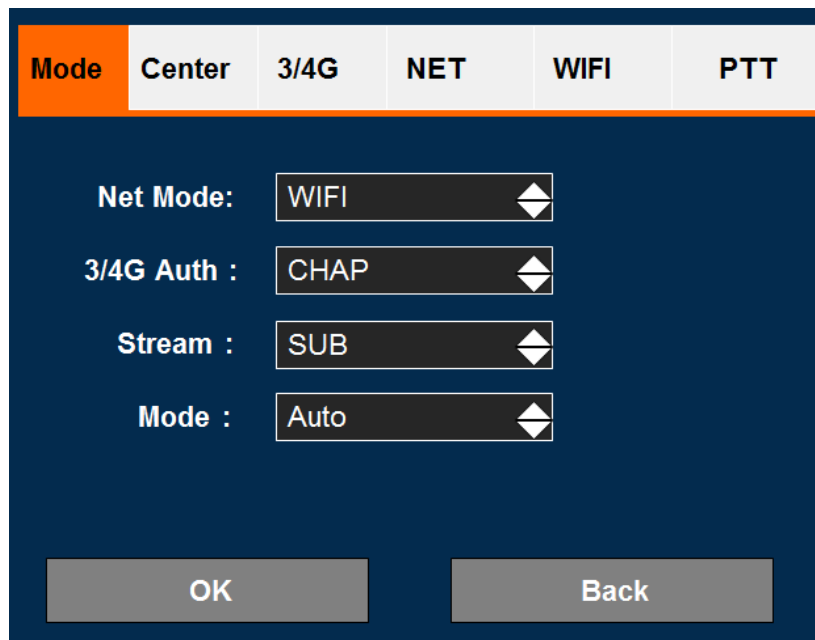 Mode Center 3/4G NET WIFI PTT
Net Mode: WIFI
3/4G Auth : CHAP
Stream : SUB
Mode : Auto
OK Back